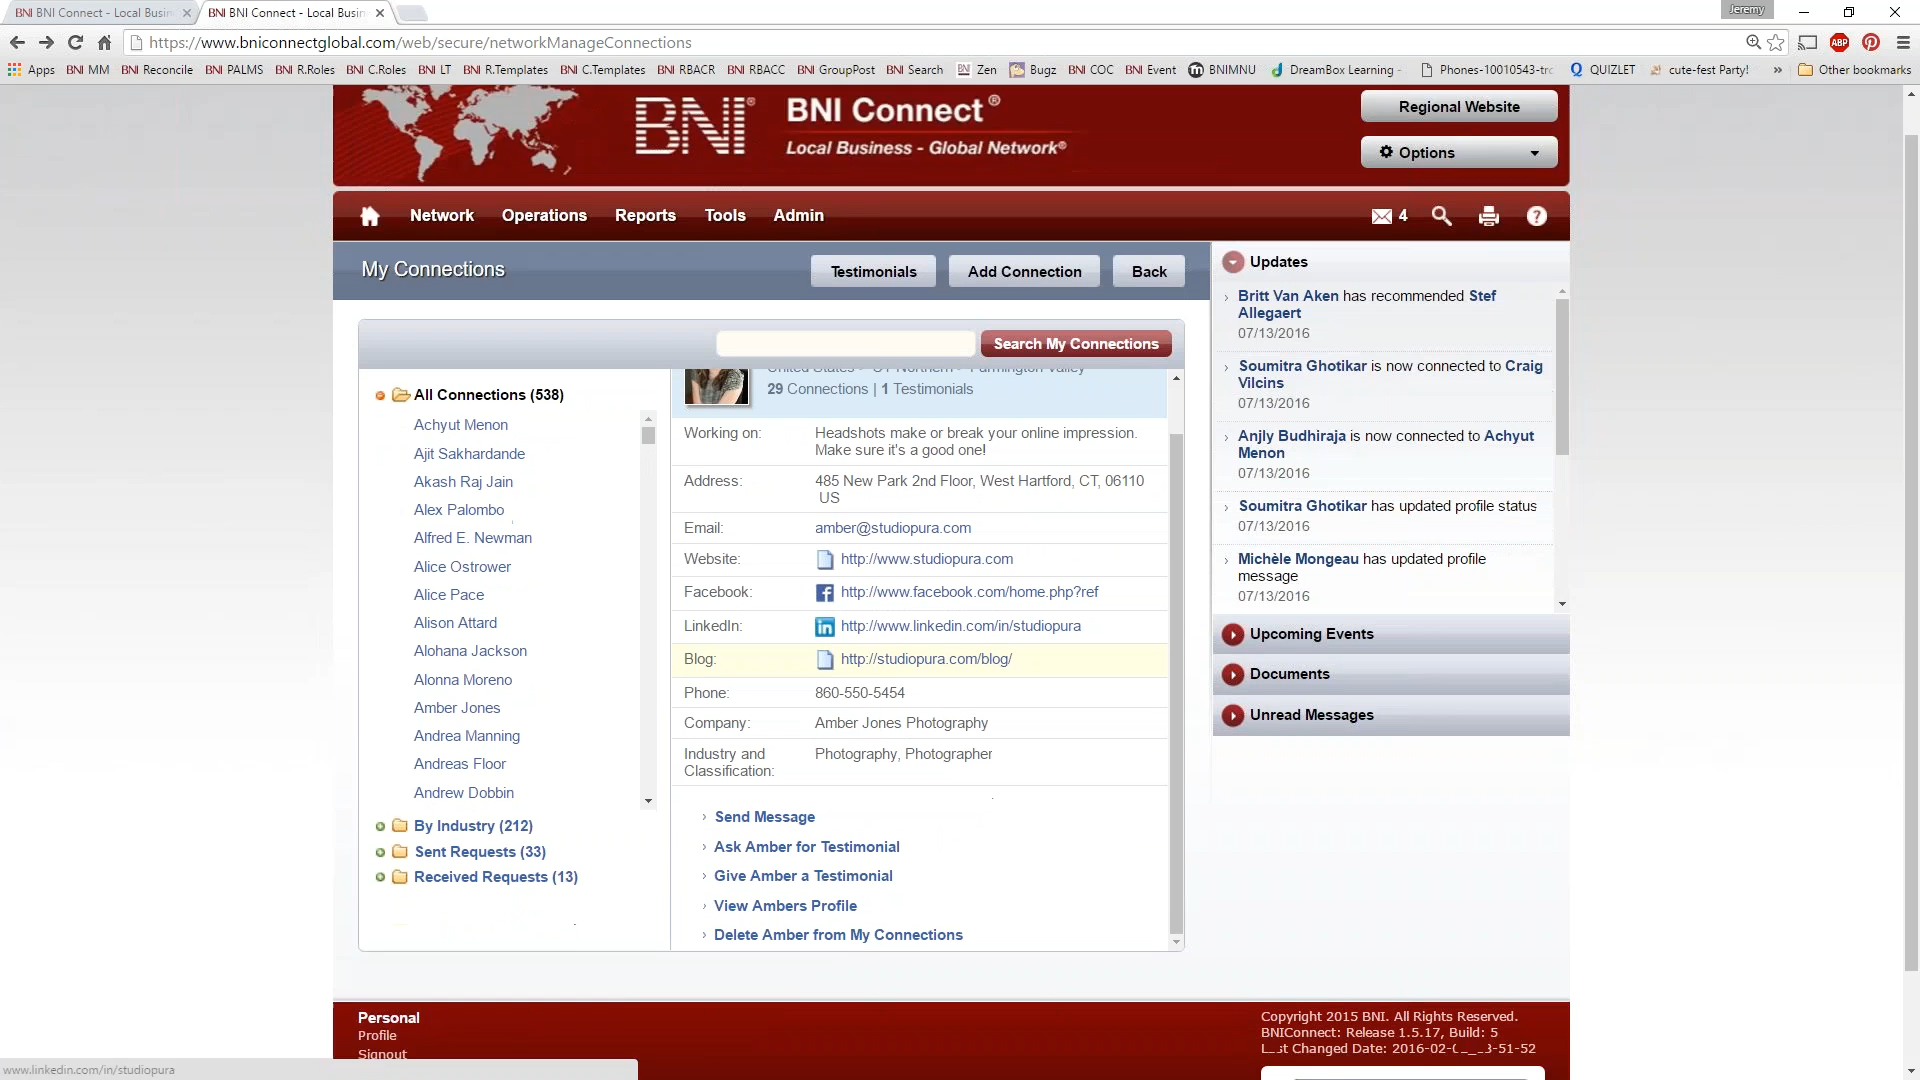 BNI BNI Connect - Local Busin
BNI BNI Connect - Local Busin
Jeremy
https://www.bniconnectglobal.com/web/secure/networkManageConnections
ABP
Apps
BNI MM
BNI Reconcile
BNI PALMS
BNI R.Roles
BNI C.Roles
BNI LT
BNI R.Templates
BNI C.Templates
BNI RBACR
BNI RBACC
BNI GroupPost
BNI Search
BNI Zen
Bugz
BNI COC
BNI Event
BNIMNU
DreamBox Learning -
Phones-10010543-trc
QUIZLET
cute-fest Party!
»
Other bookmarks
BNI®
BNI Connect®
Local Business - Global Network®
Regional Website
Options
Network
Operations
Reports
Tools
Admin
4
?
My Connections
Testimonials
Add Connection
Back
Search My Connections
All Connections (538)
Achyut Menon
Ajit Sakhardande
Akash Raj Jain
Alex Palombo
Alfred E. Newman
Alice Ostrower
Alice Pace
Alison Attard
Alohana Jackson
Alonna Moreno
Amber Jones
Andrea Manning
Andreas Floor
Andrew Dobbin
By Industry (212)
Sent Requests (33)
Received Requests (13)
29 Connections | 1 Testimonials
Working on: Headshots make or break your online impression.
Make sure it's a good one!
Address: 485 New Park 2nd Floor, West Hartford, CT, 06110
US
Email: amber@studiopura.com
Website: http://www.studiopura.com
Facebook: http://www.facebook.com/home.php?ref
LinkedIn: http://www.linkedin.com/in/studiopura
Blog: http://studiopura.com/blog/
Phone: 860-550-5454
Company: Amber Jones Photography
Industry and Photography, Photographer
Classification:
Send Message
Ask Amber for Testimonial
Give Amber a Testimonial
View Ambers Profile
Delete Amber from My Connections
Updates
Britt Van Aken has recommended Stef
Allegaert
07/13/2016
Soumitra Ghotikar is now connected to Craig
Vilcins
07/13/2016
Anjly Budhiraja is now connected to Achyut
Menon
07/13/2016
Soumitra Ghotikar has updated profile status
07/13/2016
Michèle Mongeau has updated profile
message
07/13/2016
Upcoming Events
Documents
Unread Messages
Personal
Profile
Signout
Copyright 2015 BNI. All Rights Reserved.
BNIConnect: Release 1.5.17, Build: 5
Changed Date:
www.linkedin.com/in/studiopura